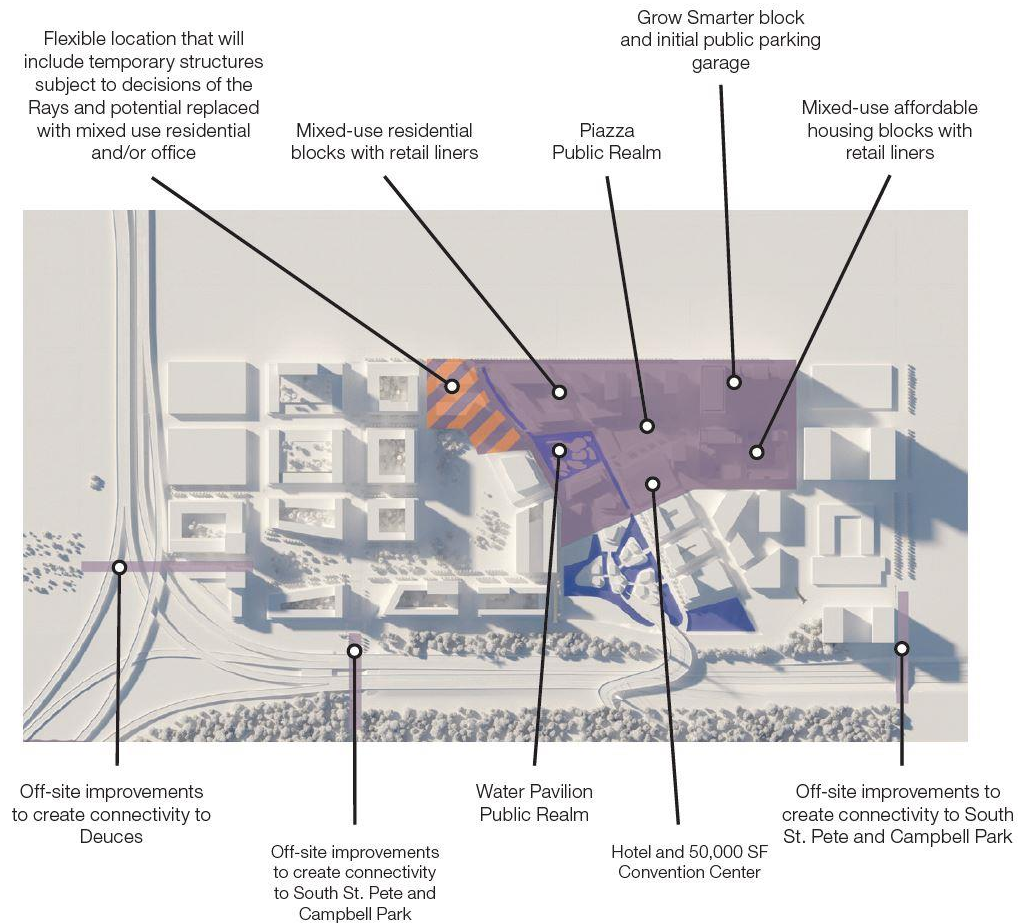 Flexible location that will
include temporary structures
subject to decisions of the
Rays and potential replaced
with mixed use residential
and/or office
Mixed-use residential
blocks with retail liners
Piazza
Public Realm
Grow Smarter block
and initial public parking
garage
Mixed-use affordable
housing blocks with
retail liners
Off-site improvements
to create connectivity to
Deuces
Off-site improvements
to create connectivity
to South St. Pete and
Campbell Park
Water Pavilion
Public Realm
Hotel and 50,000 SF
Convention Center
Off-site improvements to
create connectivity to South
St. Pete and Campbell Park